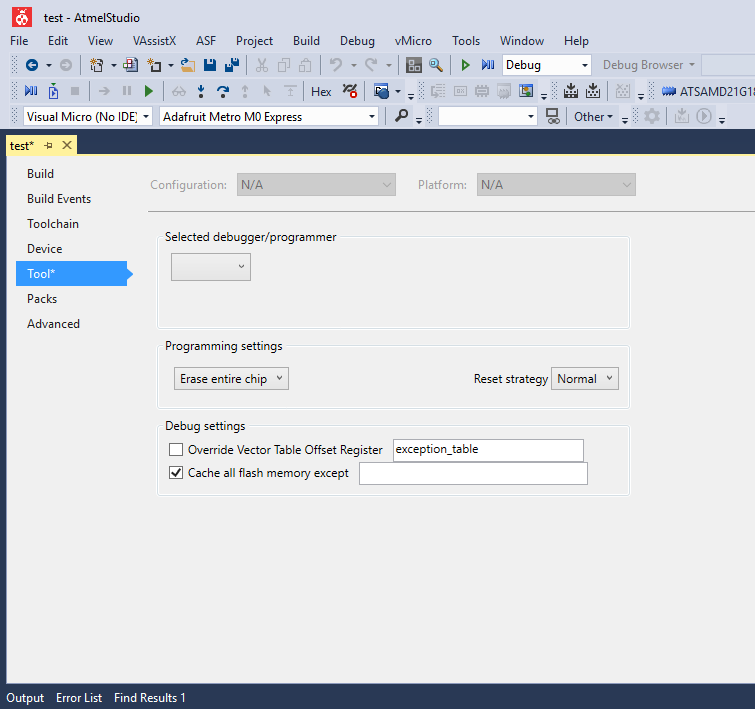 test - AtmelStudio
File Edit View VAssistX ASF Project Build Debug vMicro Tools Window Help
Debug Debug Browser
Hex ATSAMD21G18
Visual Micro (No IDE) Adafruit Metro M0 Express Other
test*
Build
Build Events
Toolchain
Device
Tool*
Packs
Advanced
Configuration: N/A Platform: N/A
Selected debugger/programmer
Programming settings
Erase entire chip Reset strategy Normal
Debug settings
Override Vector Table Offset Register exception_table
Cache all flash memory except
Output Error List Find Results 1